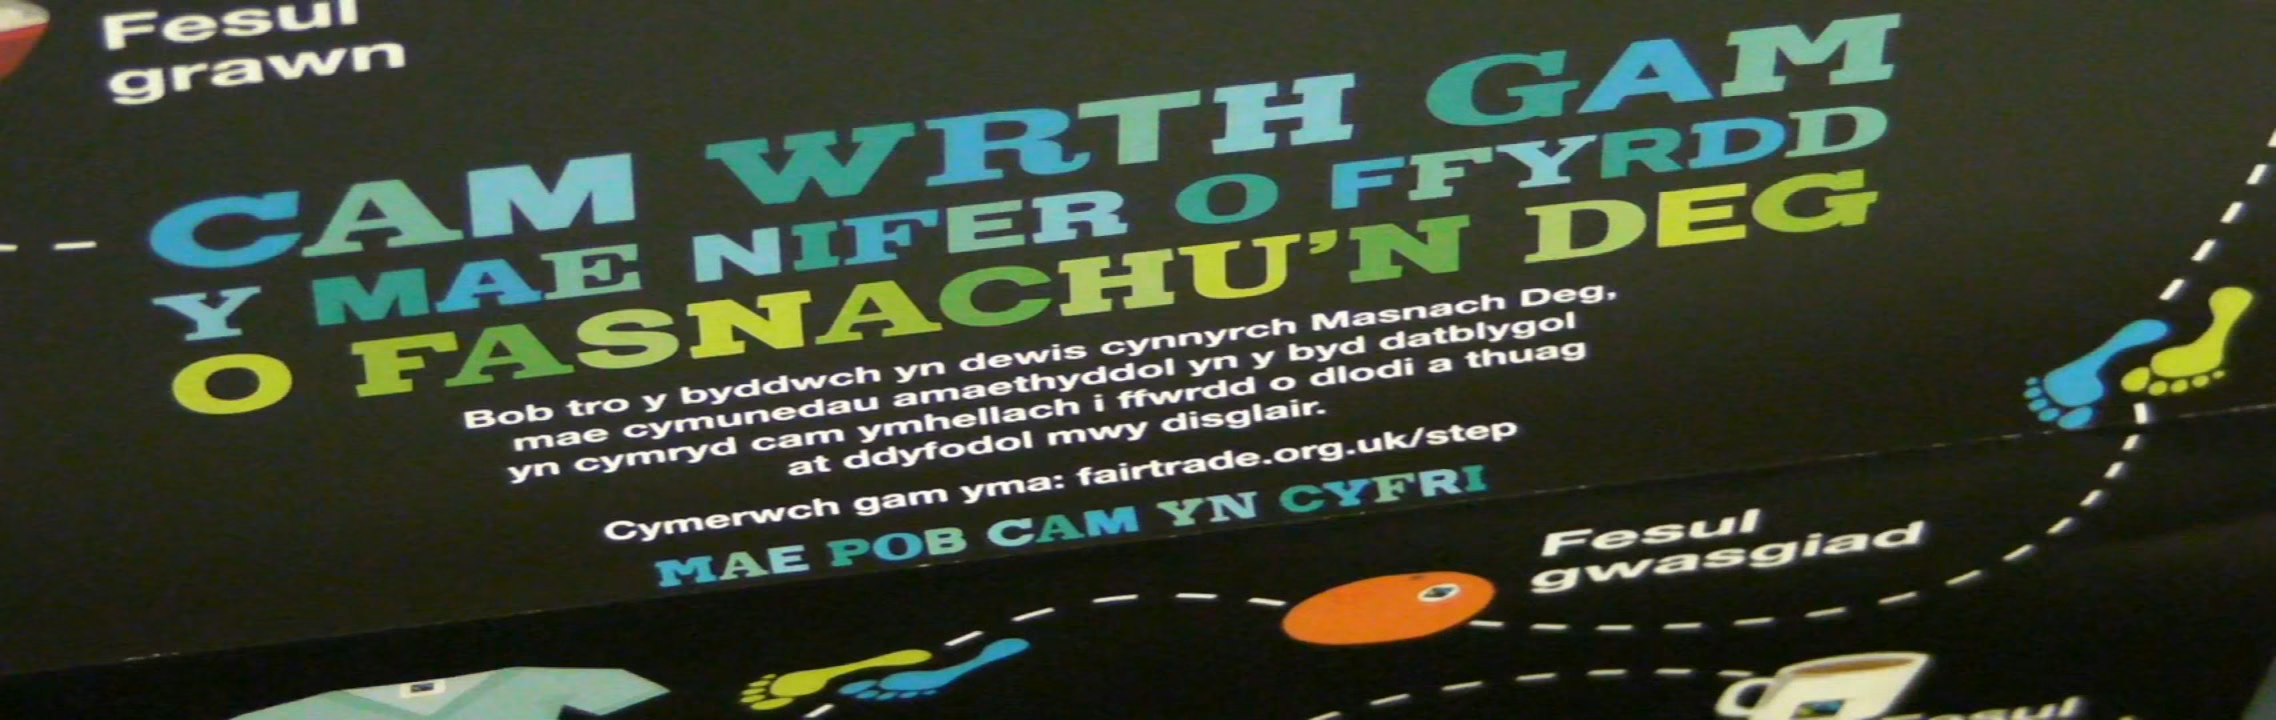 Fesul
grawn
CAM WRTH GAM
Y MAE NIFER O FFYRDD
O FASNACHU'N DEG
Bob tro y byddwch yn dewis cynnyrch Masnach Deg,
mae cymunedau amaethyddol yn y byd datblygol
yn cymryd cam ymhellach i ffwrdd o dlodi a thuag
at ddyfodol mwy disglair.
Cymerwch gam yma: fairtrade.org.uk/step
MAE POB CAM YN CYFRI
Fesul
gwasgiad
Fesul